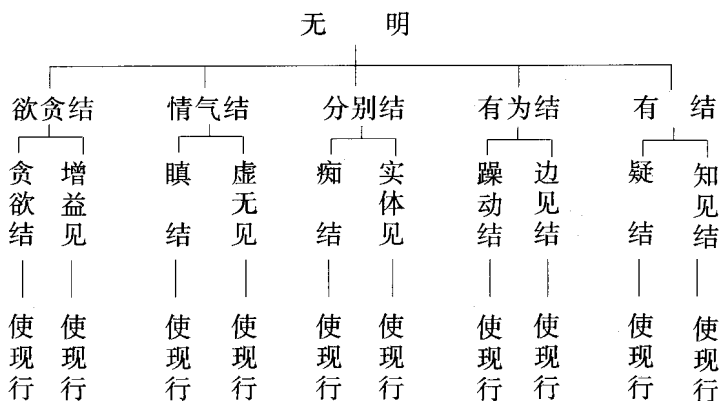 无 明
欲贪结 情气结 分别结 有为结 有 结
贪欲结 增益见 瞋结 虚无见 痴结 实体见 躁动结 边见结 疑结 知见结
使现行 使现行 使现行 使现行 使现行 使现行 使现行 使现行 使现行 使现行